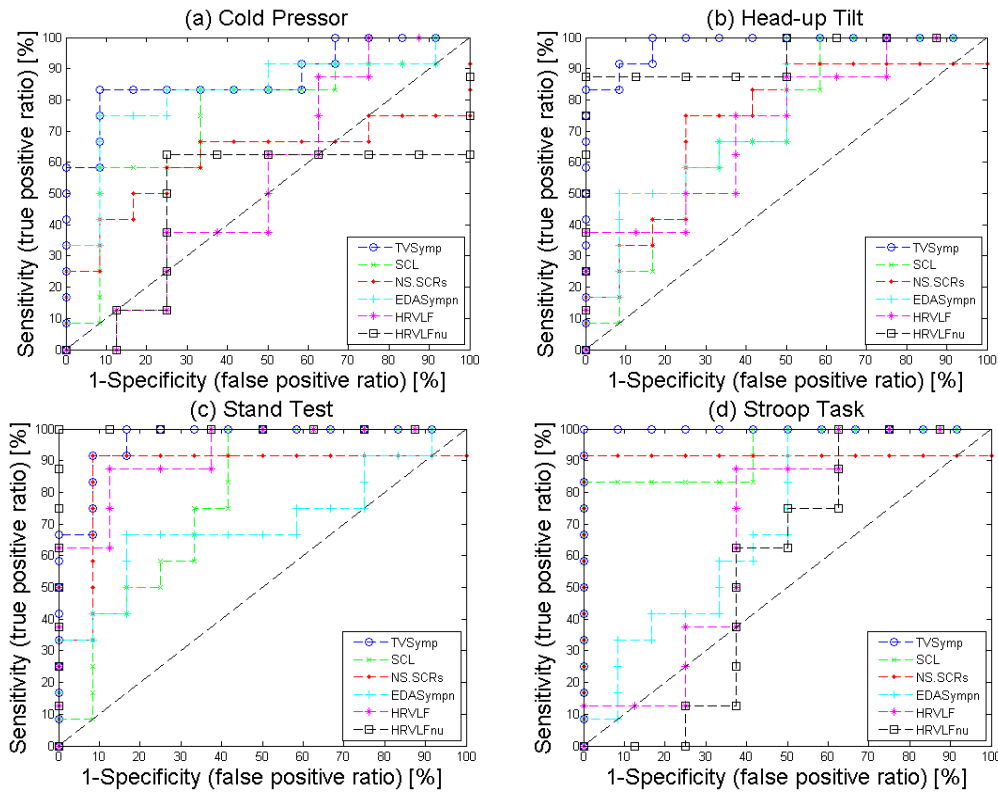 (a) Cold Pressor
Sensitivity (true positive ratio) [%]
100
90
80
70
60
50
40
30
20
10
0
TVSymp
SCL
NS.SCRs
EDASympn
HRVLF
HRVLFnu
0 10 20 30 40 50 60 70 80 90 100
1-Specificity (false positive ratio) [%]
(b) Head-up Tilt
Sensitivity (true positive ratio) [%]
100
90
80
70
60
50
40
30
20
10
0
TVSymp
SCL
NS.SCRs
EDASympn
HRVLF
HRVLFnu
0 10 20 30 40 50 60 70 80 90 100
1-Specificity (false positive ratio) [%]
(c) Stand Test
Sensitivity (true positive ratio) [%]
100
90
80
70
60
50
40
30
20
10
0
TVSymp
SCL
NS.SCRs
EDASympn
HRVLF
HRVLFnu
0 10 20 30 40 50 60 70 80 90 100
1-Specificity (false positive ratio) [%]
(d) Stroop Task
Sensitivity (true positive ratio) [%]
100
90
80
70
60
50
40
30
20
10
0
TVSymp
SCL
NS.SCRs
EDASympn
HRVLF
HRVLFnu
0 10 20 30 40 50 60 70 80 90 100
1-Specificity (false positive ratio) [%]